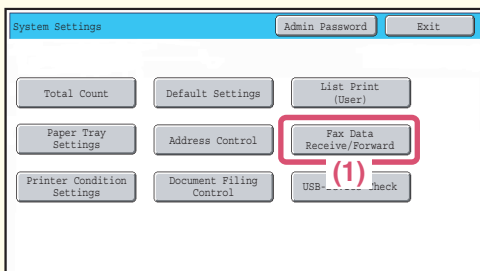 System Settings
Admin Password
Exit
Total Count
Default Settings
List Print
(User)
Paper Tray
Settings
Address Control
Fax Data
Receive/Forward
Printer Condition
Settings
Document Filing
Control
USB- Check
(1)